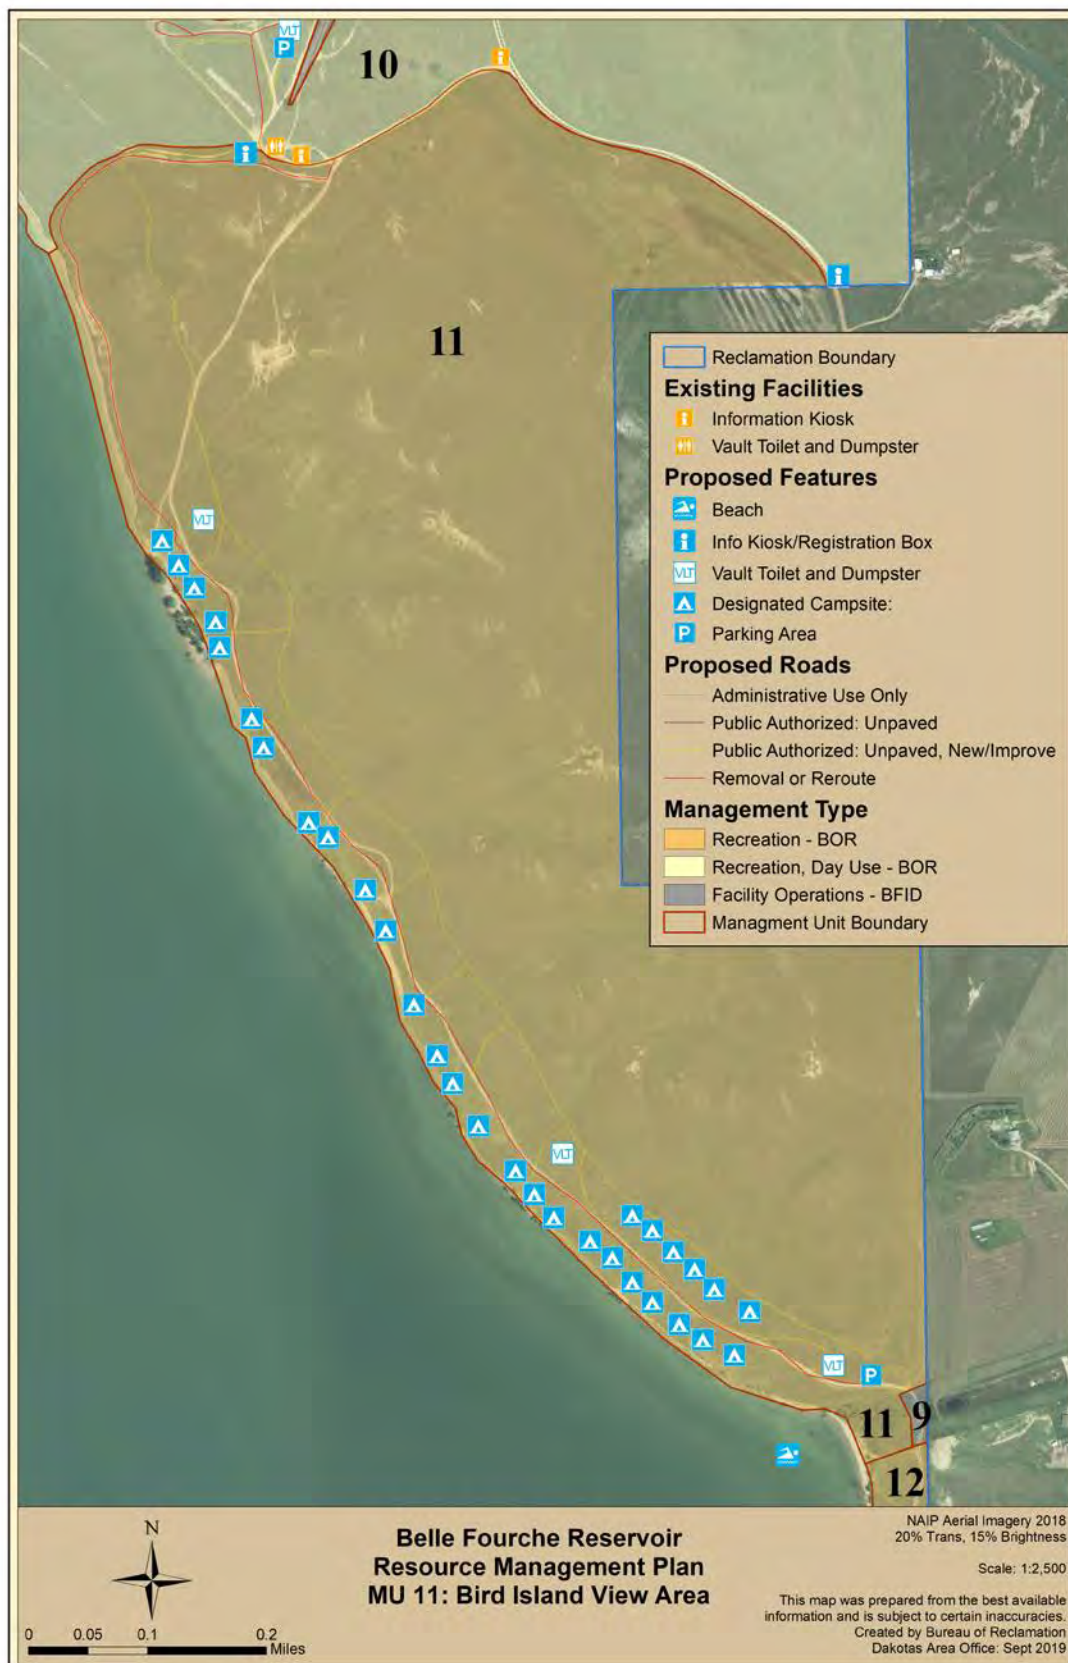 VLT
P
10
11
Reclamation Boundary
Existing Facilities
Information Kiosk
Vault Toilet and Dumpster
Proposed Features
Beach
Info Kiosk/Registration Box
VLT Vault Toilet and Dumpster
Designated Campsite:
P Parking Area
Proposed Roads
Administrative Use Only
Public Authorized: Unpaved
Public Authorized: Unpaved, New/Improve
Removal or Reroute
Management Type
Recreation - BOR
Recreation, Day Use - BOR
Facility Operations - BFID
Managment Unit Boundary
VLT
VLT
VLT
P
11
9
12
N
0 0.05 0.1 0.2
Miles
Belle Fourche Reservoir
Resource Management Plan
MU 11: Bird Island View Area
NAIP Aerial Imagery 2018
20% Trans, 15% Brightness
Scale: 1:2,500
This map was prepared from the best available
information and is subject to certain inaccuracies.
Created by Bureau of Reclamation
Dakotas Area Office: Sept 2019